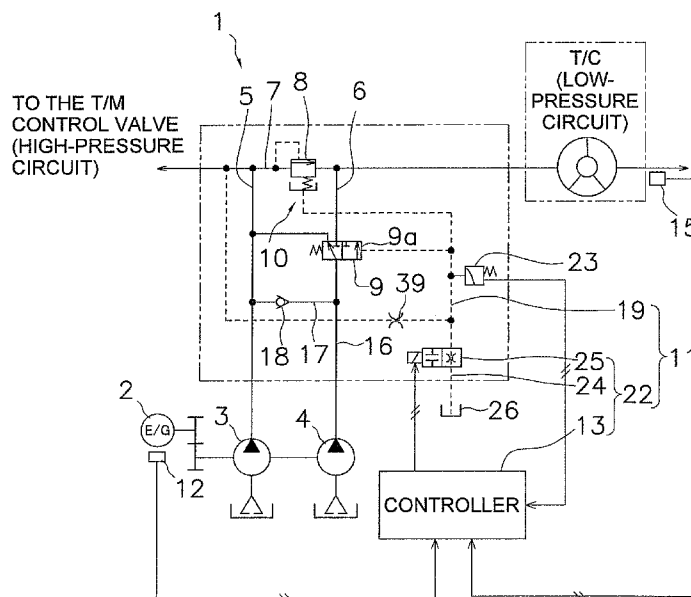 1
T/C
(LOW-
PRESSURE
CIRCUIT)
TO THE T/M
CONTROL VALVE
(HIGH-PRESSURE
CIRCUIT)
5 7 8 6
15
10
9a
9
23
39
19
18 17 16
11
25
24
22
26
13
2
E/G
3 4
12
CONTROLLER